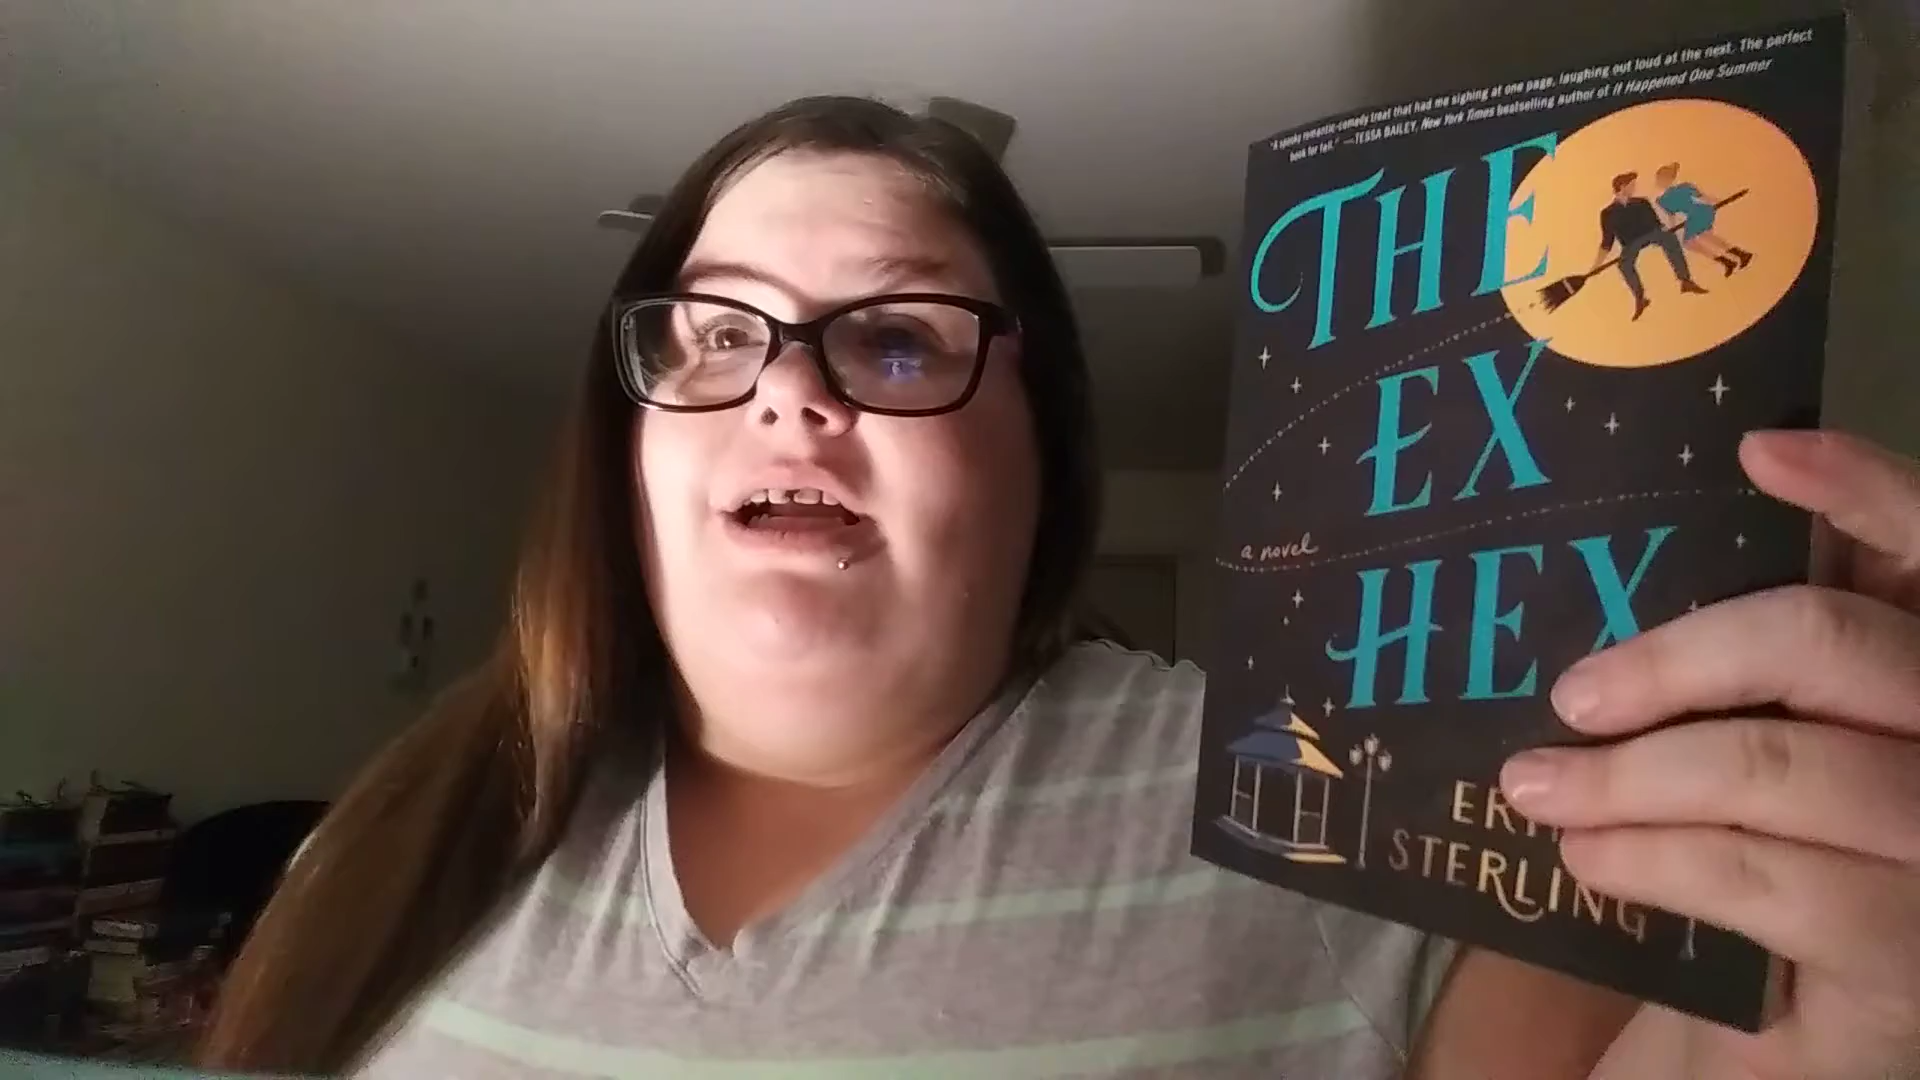 "A spooky romantic-comedy treat that had me sighing at one page, laughing out loud at the next. The perfect
book for fall." —TESSA BAILEY, New York Times bestselling author of It Happened One Summer
THE
EX
a novel
HEX
STERLING